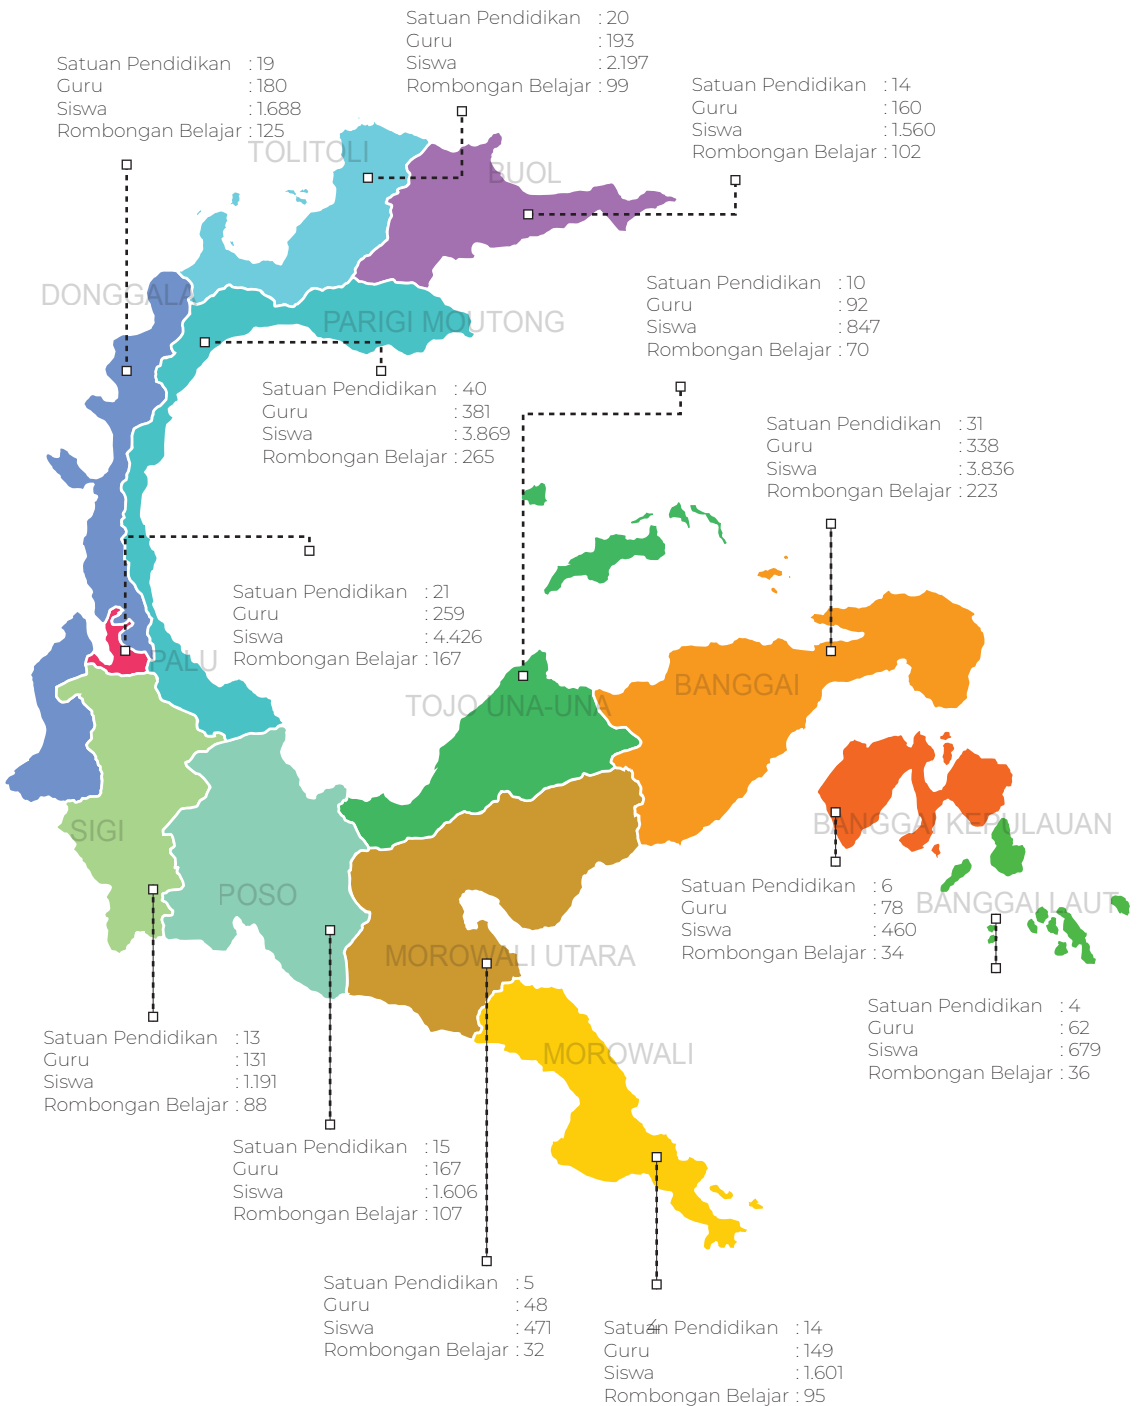 Satuan Pendidikan : 20
Guru : 193
Siswa : 2.197
Rombongan Belajar : 99
Satuan Pendidikan : 19
Guru : 180
Siswa : 1.688
Rombongan Belajar : 125
Satuan Pendidikan : 14
Guru : 160
Siswa : 1.560
Rombongan Belajar : 102
TOLITOLI
BUOL
DONGGALA
PARIGI MOUTONG
Satuan Pendidikan : 10
Guru : 92
Siswa : 847
Rombongan Belajar : 70
Satuan Pendidikan : 40
Guru : 381
Siswa : 3.869
Rombongan Belajar : 265
Satuan Pendidikan : 31
Guru : 338
Siswa : 3.836
Rombongan Belajar : 223
Satuan Pendidikan : 21
Guru : 259
Siswa : 4.426
Rombongan Belajar : 167
PALU
TOJO UNA-UNA
BANGGAI
SIGI
BANGGAI KEPULAUAN
POSO
Satuan Pendidikan : 6
Guru : 78
Siswa : 460
Rombongan Belajar : 34
BANGGAI LAUT
MOROWALI UTARA
Satuan Pendidikan : 4
Guru : 62
Siswa : 679
Rombongan Belajar : 36
MOROWALI
Satuan Pendidikan : 13
Guru : 131
Siswa : 1.191
Rombongan Belajar : 88
Satuan Pendidikan : 15
Guru : 167
Siswa : 1.606
Rombongan Belajar : 107
Satuan Pendidikan : 5
Guru : 48
Siswa : 471
Rombongan Belajar : 32
4
Satuan Pendidikan : 14
Guru : 149
Siswa : 1.601
Rombongan Belajar : 95